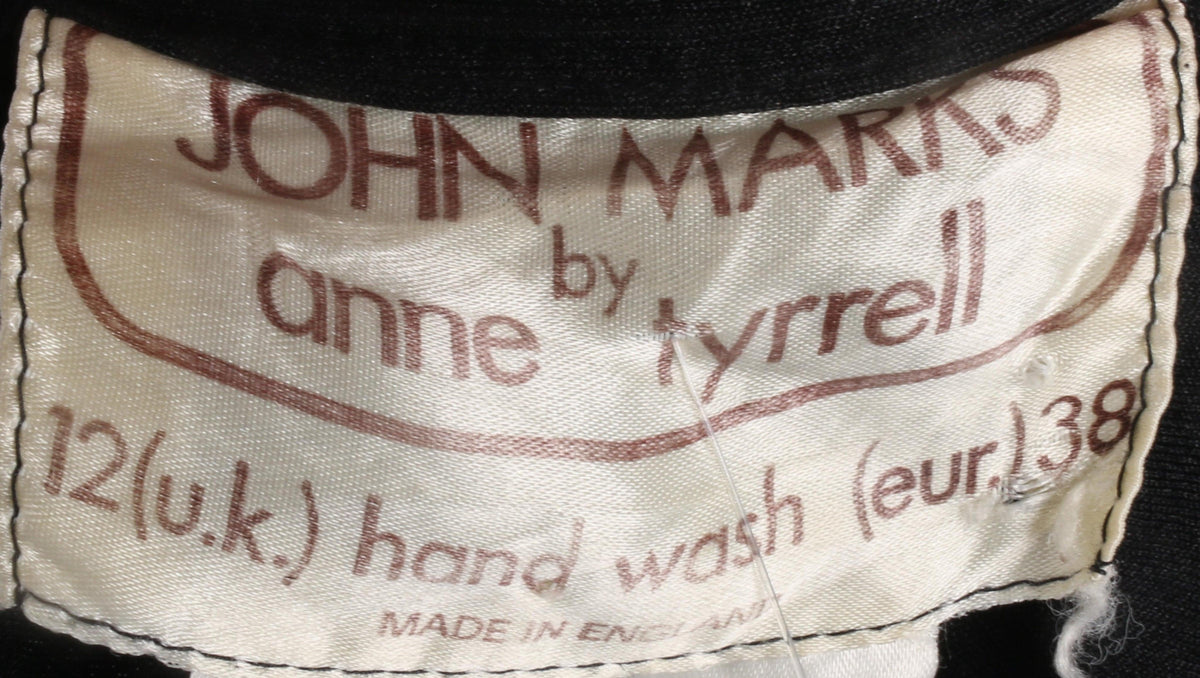 JOHN MARKS
by
anne tyrrell
12(u.k.) hand wash (eur.)38
MADE IN ENGLAND